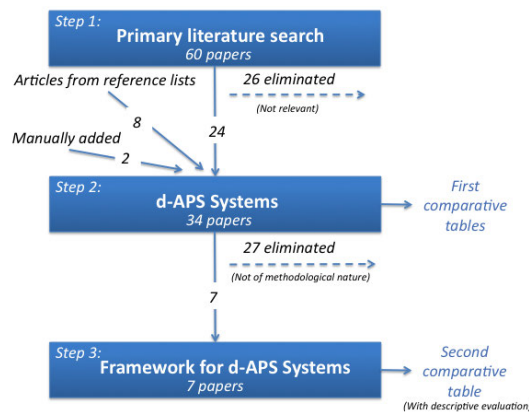 Step 1:
Primary literature search
60 papers
Articles from reference lists
26 eliminated
(Not relevant)
8
24
Manually added
2
Step 2:
d-APS Systems
34 papers
First
comparative
tables
27 eliminated
(Not of methodological nature)
7
Step 3:
Framework for d-APS Systems
7 papers
Second
comparative
table
(With descriptive evaluation)